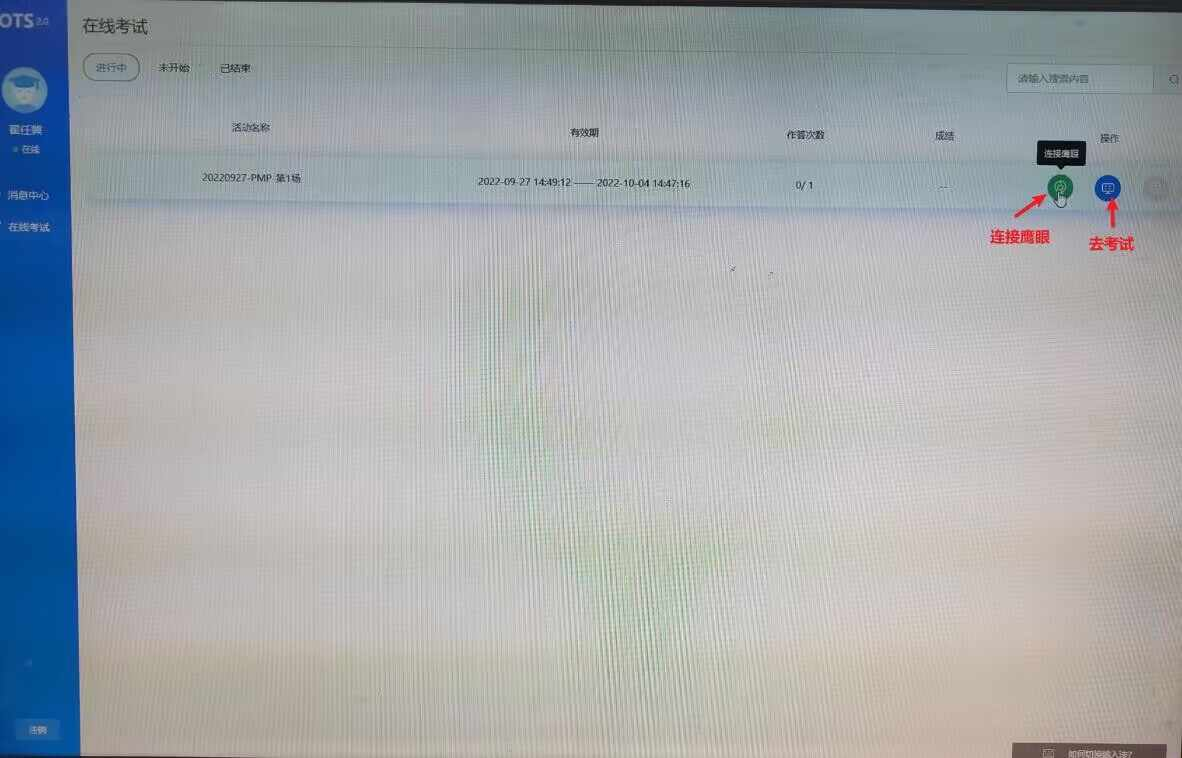 OTS 2.0
在线考试
进行中
未开始
已结束
请输入搜索内容
活动名称
有效期
作答次数
成绩
操作
连接鹰眼
20220927-PMP-第1场
2022-09-27 14:49:12 —— 2022-10-04 14:47:16
0/ 1
--
连接鹰眼
去考试
在线
消息中心
在线考试
注销
如何切换输入法?